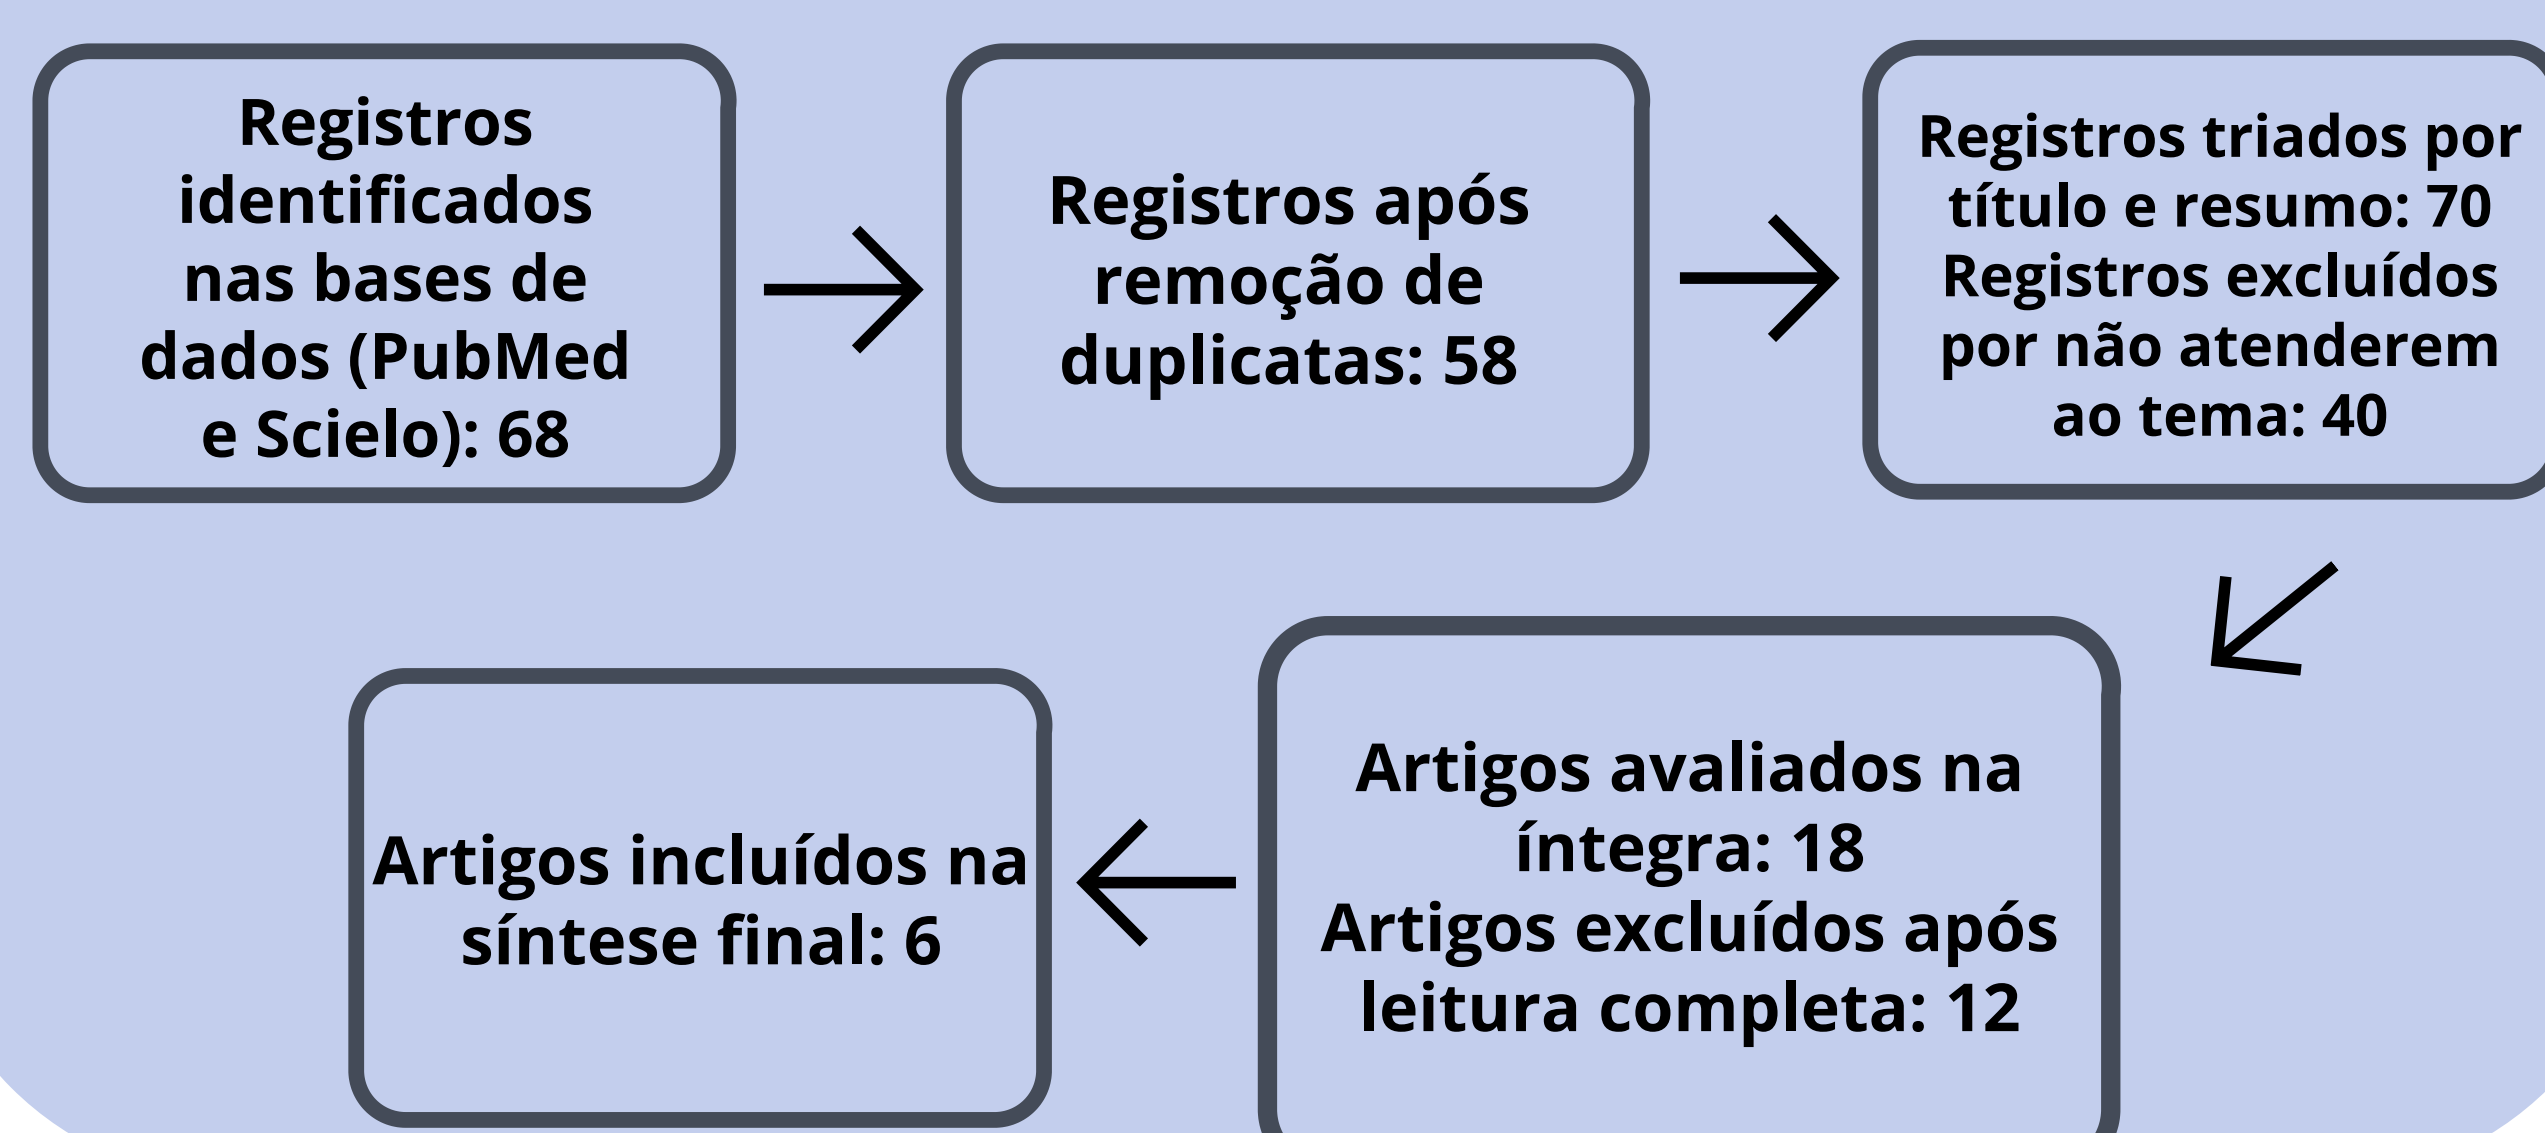 Registros
identificados
nas bases de
dados (PubMed
e Scielo): 68
Registros após
remoção de
duplicatas: 58
Registros triados por
título e resumo: 70
Registros excluídos
por não atenderem
ao tema: 40
Artigos avaliados na
íntegra: 18
Artigos excluídos após
leitura completa: 12
Artigos incluídos na
síntese final: 6